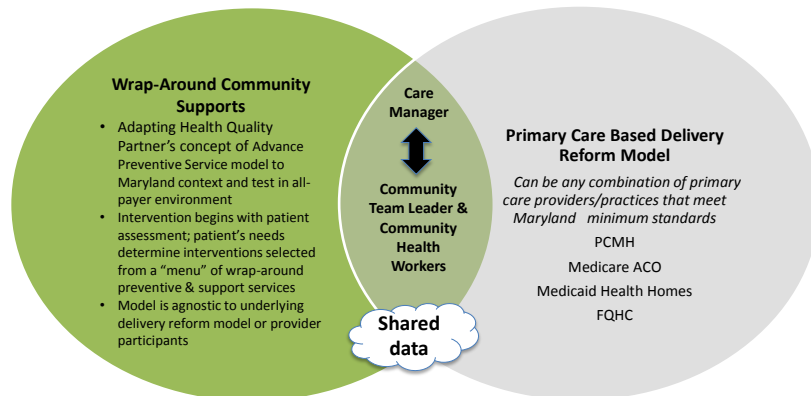 Wrap-Around Community
Supports
• Adapting Health Quality
Partner's concept of Advance
Preventive Service model to
Maryland context and test in all-
payer environment
• Intervention begins with patient
assessment; patient's needs
determine interventions selected
from a "menu" of wrap-around
preventive & support services
• Model is agnostic to underlying
delivery reform model or provider
participants
Care
Manager
Community
Team Leader &
Community
Health
Workers
Shared
data
Primary Care Based Delivery
Reform Model
Can be any combination of primary
care providers/practices that meet
Maryland minimum standards
PCMH
Medicare ACO
Medicaid Health Homes
FQHC